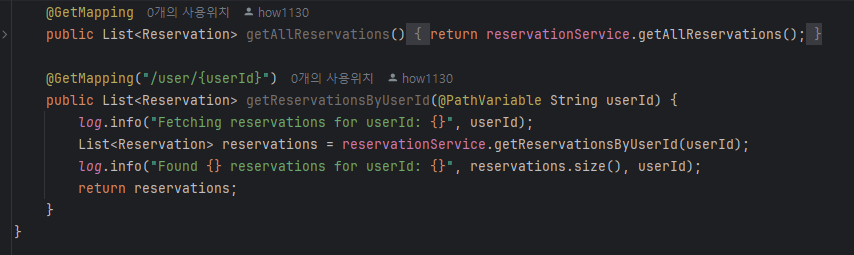 @GetMapping 0개의 사용위치 how1130
public List<Reservation> getAllReservations() { return reservationService.getAllReservations(); }
@GetMapping("/user/{userId}") 0개의 사용위치 how1130
public List<Reservation> getReservationsByUserId(@PathVariable String userId) {
log.info("Fetching reservations for userId: {}", userId);
List<Reservation> reservations = reservationService.getReservationsByUserId(userId);
log.info("Found {} reservations for userId: {}", reservations.size(), userId);
return reservations;
}
}